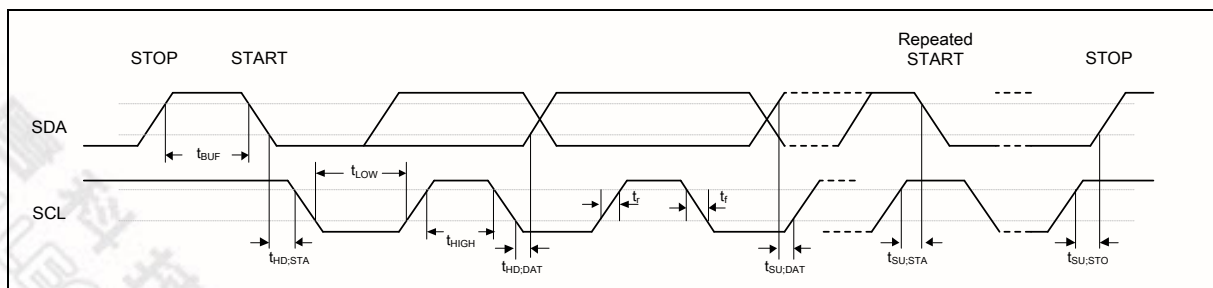 Repeated
STOP START START STOP
SDA
tBUF
tLOW
SCL
tr tf
tHIGH
tHD;STA tHD;DAT tSU;DAT tSU;STA tSU;STO